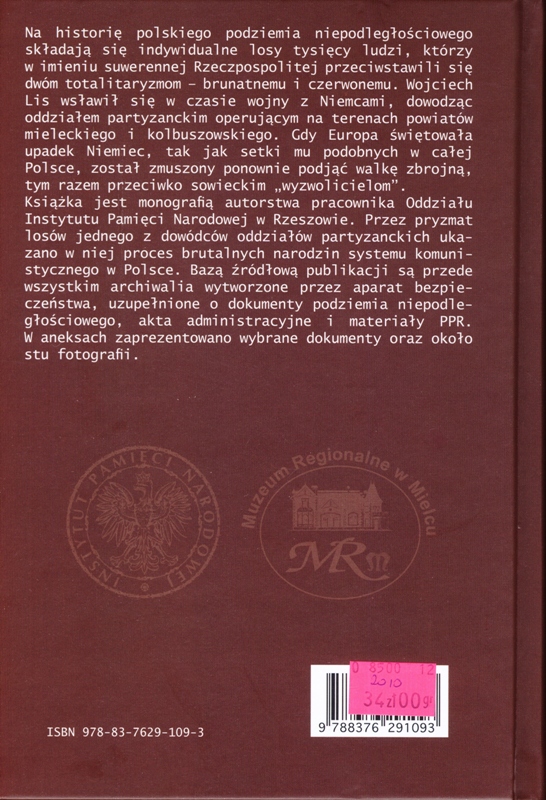 Na historię polskiego podziemia niepodległościowego
składają się indywidualne losy tysięcy ludzi, którzy
w imieniu suwerennej Rzeczpospolitej przeciwstawili się
dwóm totalitaryzmom – brunatnemu i czerwonemu. Wojciech
Lis wsławił się w czasie wojny z Niemcami, dowodząc
oddziałem partyzanckim operującym na terenach powiatów
mieleckiego i kolbuszowskiego. Gdy Europa świętowała
upadek Niemiec, tak jak setki mu podobnych w całej
Polsce, został zmuszony ponownie podjąć walkę zbrojną,
tym razem przeciwko sowieckim „wyzwolicielom”.
Książka jest monografią autorstwa pracownika Oddziału
Instytutu Pamięci Narodowej w Rzeszowie. Przez pryzmat
losów jednego z dowódców oddziałów partyzanckich uka-
zano w niej proces brutalnych narodzin systemu komuni-
stycznego w Polsce. Bazą źródłową publikacji są przede
wszystkim archiwalia wytworzone przez aparat bezpie-
czeństwa, uzupełnione o dokumenty podziemia niepodle-
głościowego, akta administracyjne i materiały PPR.
W aneksach zaprezentowano wybrane dokumenty oraz około
stu fotografii.
INSTYTUT PAMIĘCI NARODOWEJ
Muzeum Regionalne w Mielcu
MRm
0 8500 12
2010
34zł00gr
ISBN 978-83-7629-109-3
9 788376 291093